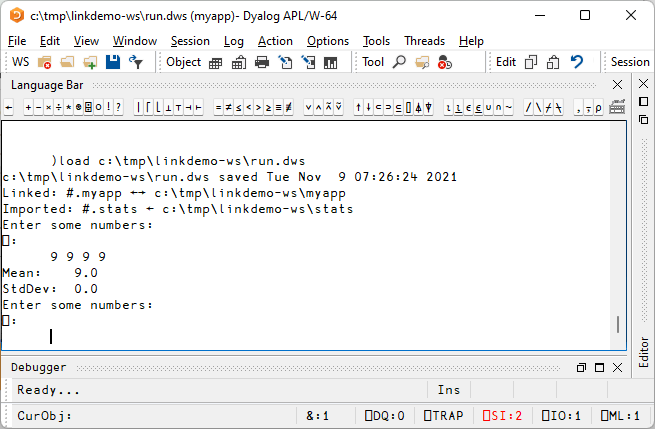 c:\tmp\linkdemo-ws\run.dws (myapp)- Dyalog APL/W-64
File Edit View Window Session Log Action Options Tools Threads Help
WS Object Tool Edit Session
Language Bar
← + - × ÷ * ⍟ ⌹ ○ ! ? | ⌈ ⌊ ⊥ ⊤ ⊣ ⊢ = ≠ ≤ < > ≥ ≡ ≢ ∨ ∧ ⍲ ⍱ ↑ ↓ ⊂ ⊃ ⊆ ⌷ ⍋ ⍒ ⍳ ⍸ ∊ ⍷ ∪ ∩ ~ / \ ⌿ ⍀ , ⍪ ⍴
)load c:\tmp\linkdemo-ws\run.dws
c:\tmp\linkdemo-ws\run.dws saved Tue Nov  9 07:26:24 2021
Linked: #.myapp ←→ c:\tmp\linkdemo-ws\myapp
Imported: #.stats ← c:\tmp\linkdemo-ws\stats
Enter some numbers:
⎕:
9 9 9 9
Mean:    9.0
StdDev:  0.0
Enter some numbers:
⎕:
Editor
Debugger
Ready... Ins
CurObj: &:1 ⎕DQ:0 ⎕TRAP ⎕SI:2 ⎕IO:1 ⎕ML:1